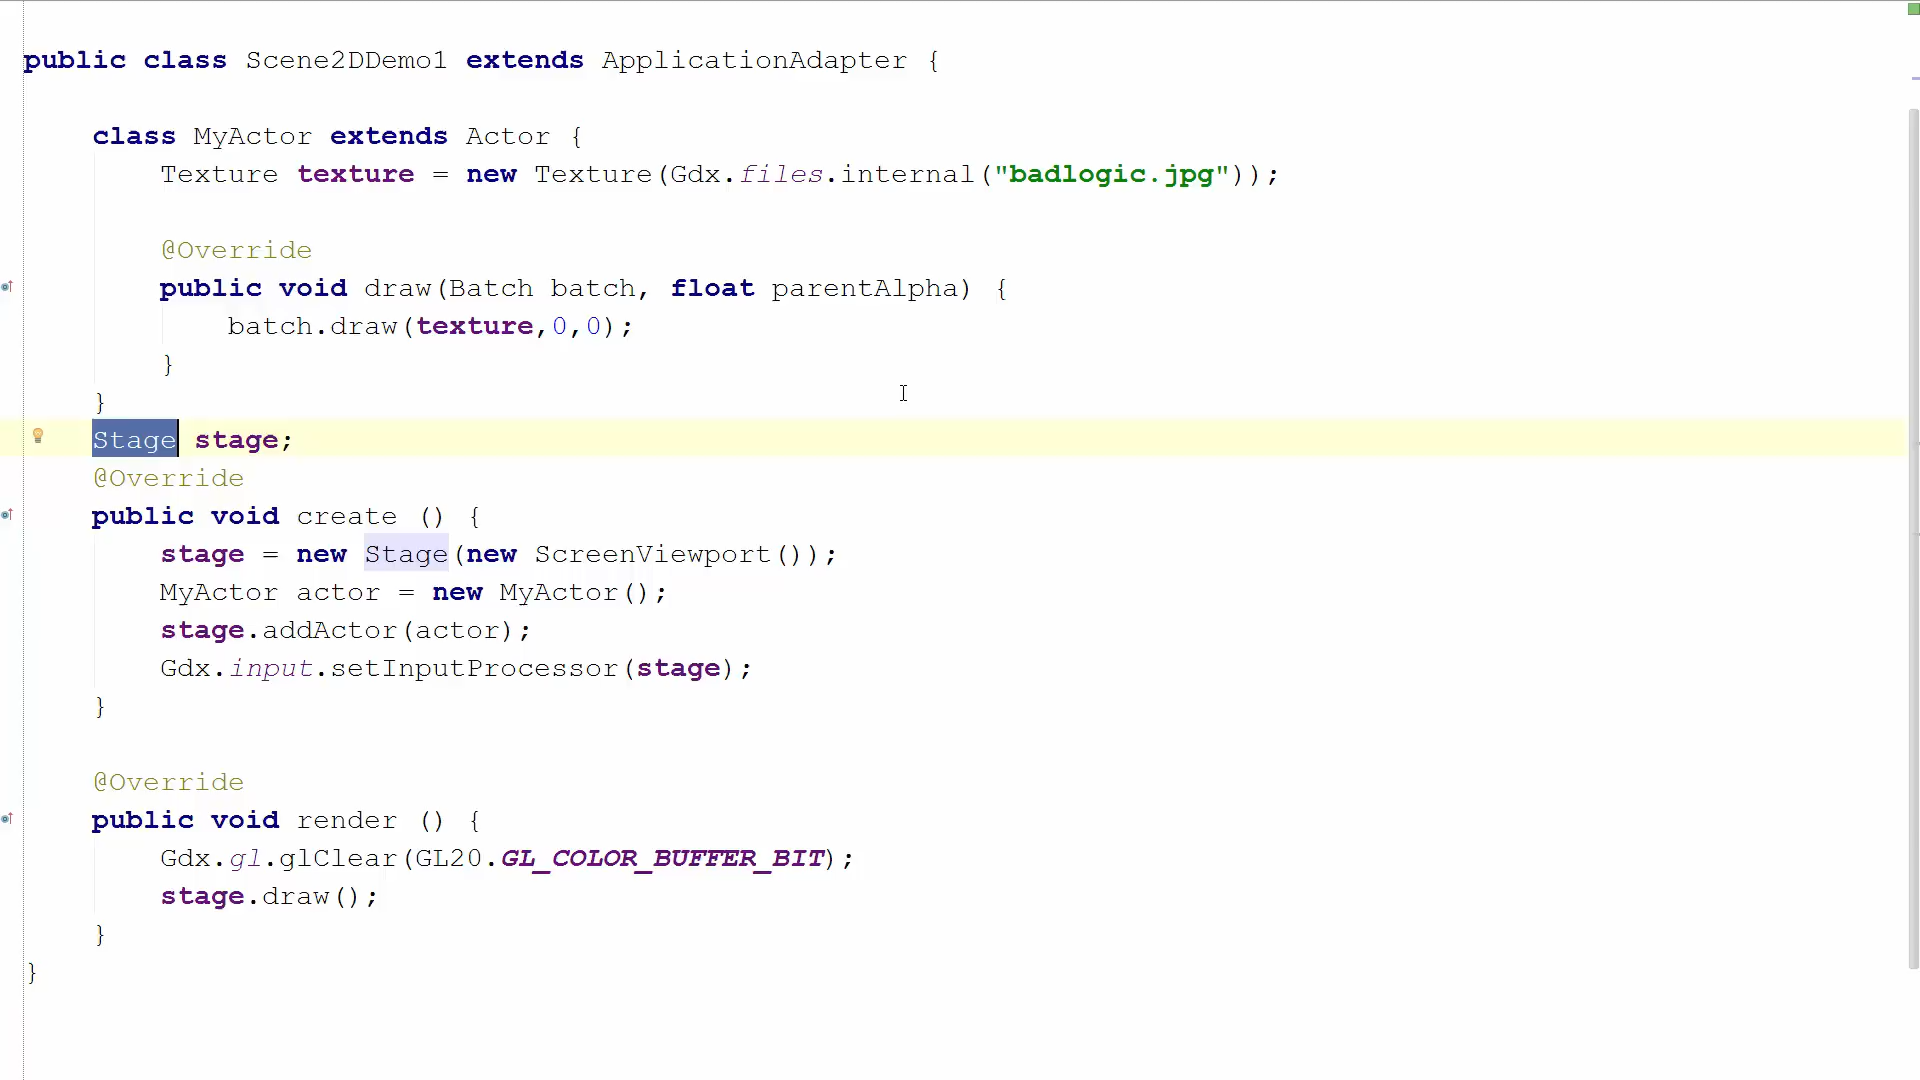 public class Scene2DDemo1 extends ApplicationAdapter {
class MyActor extends Actor {
Texture texture = new Texture(Gdx.files.internal("badlogic.jpg"));
@Override
public void draw(Batch batch, float parentAlpha) {
batch.draw(texture,0,0);
}
}
Stage stage;
@Override
public void create () {
stage = new Stage(new ScreenViewport());
MyActor actor = new MyActor();
stage.addActor(actor);
Gdx.input.setInputProcessor(stage);
}
@Override
public void render () {
Gdx.gl.glClear(GL20.GL_COLOR_BUFFER_BIT);
stage.draw();
}
}